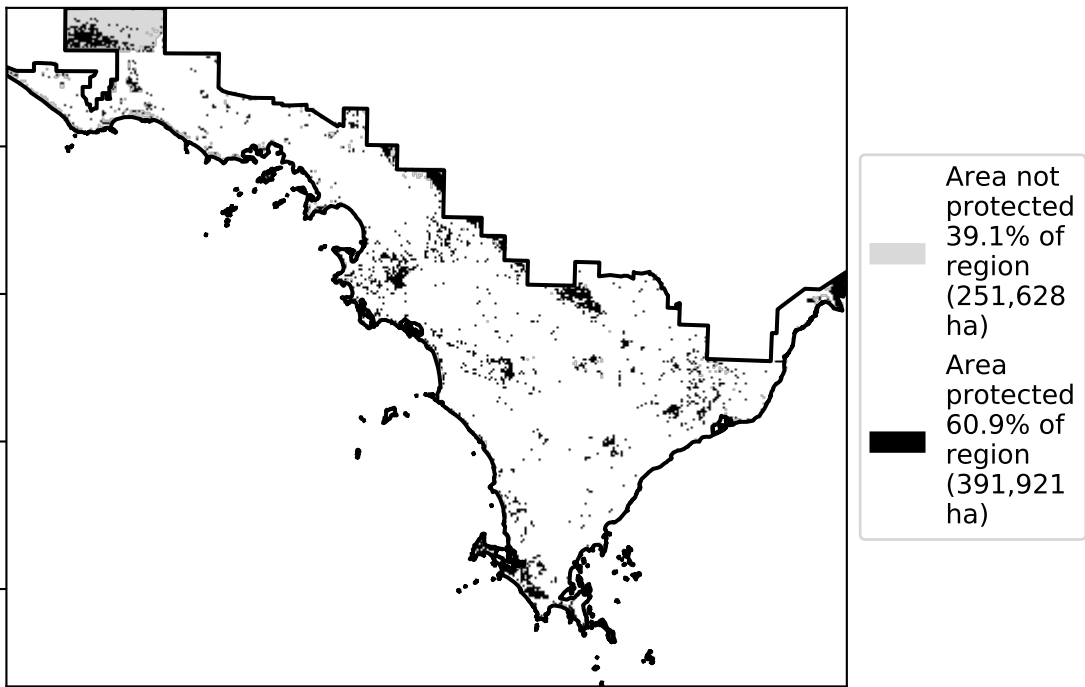 Area not
protected
39.1% of
region
(251,628
ha)
Area
protected
60.9% of
region
(391,921
ha)